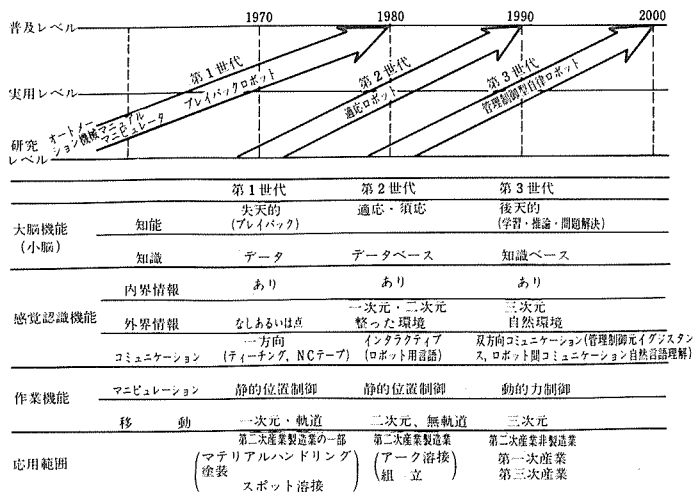 普及レベル
1970
1980
1990
2000
第1世代
プレイバックロボット
第2世代
適応ロボット
第3世代
管理制御型自律ロボット
実用レベル
オートメー
ション機械
マニュアル
マニピュレータ
研究
レベル
第1世代 第2世代 第3世代
大脳機能
(小脳)
知能
失天的
(プレイバック)
適応・須応
後天的
(学習・推論・問題解決)
知識 データ データベース 知識ベース
感覚認識機能
内界情報 あり あり あり
外界情報
なしあるいは点
一次元・二次元
整った環境
三次元
自然環境
コミュニケーション
一方向
(ティーチング、NCテープ)
インタラクティブ
(ロボット用言語)
双方向コミュニケーション(管理制御元イグジスタン
ス,ロボット間コミュニケーション自然言語理解)
作業機能
マニピュレーション 静的位置制御 静的位置制御 動的力制御
移動 一次元・軌道 二次元、無軌道 三次元
応用範囲
第二次産業製造業の一部
(マテリアルハンドリング
塗装
スポット溶接)
第二次産業製造業
(アーク溶接
組立)
第二次産業非製造業
第一次産業
第三次産業